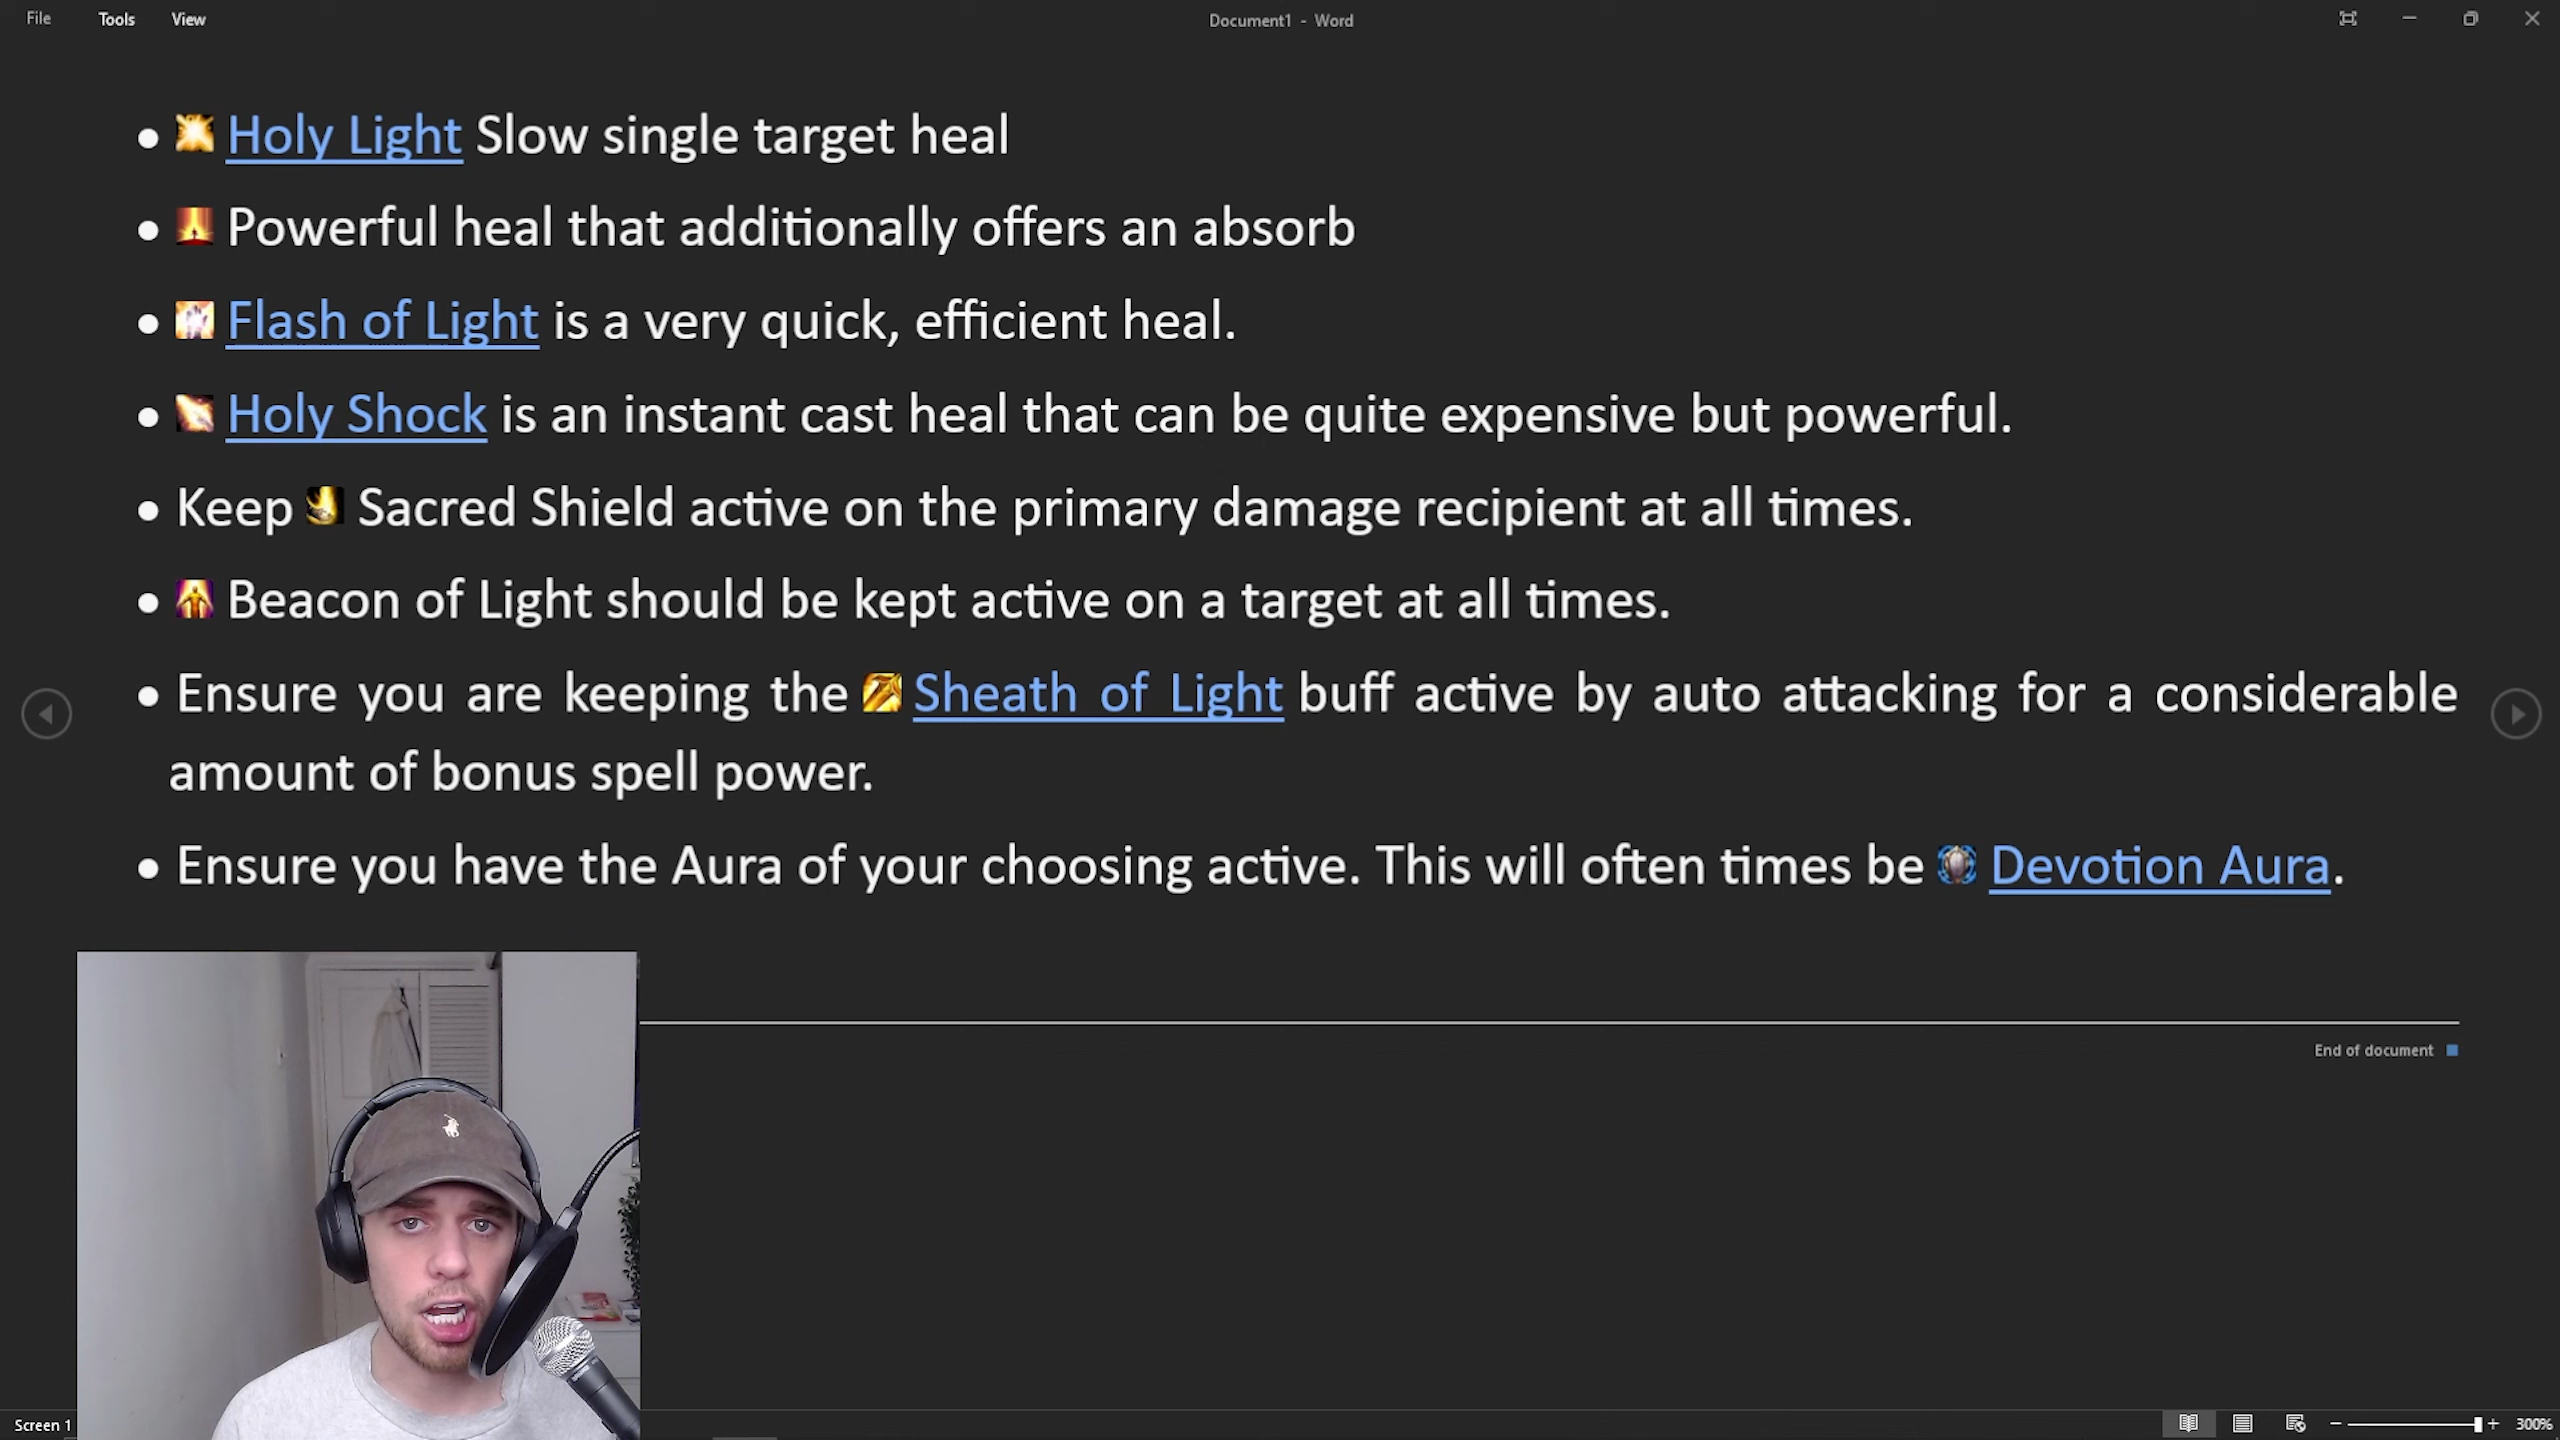 File Tools View Document1 - Word
• Holy Light Slow single target heal
• Powerful heal that additionally offers an absorb
• Flash of Light is a very quick, efficient heal.
• Holy Shock is an instant cast heal that can be quite expensive but powerful.
• Keep Sacred Shield active on the primary damage recipient at all times.
• Beacon of Light should be kept active on a target at all times.
• Ensure you are keeping the Sheath of Light buff active by auto attacking for a considerable
amount of bonus spell power.
• Ensure you have the Aura of your choosing active. This will often times be Devotion Aura.
End of document
Screen 1 300%